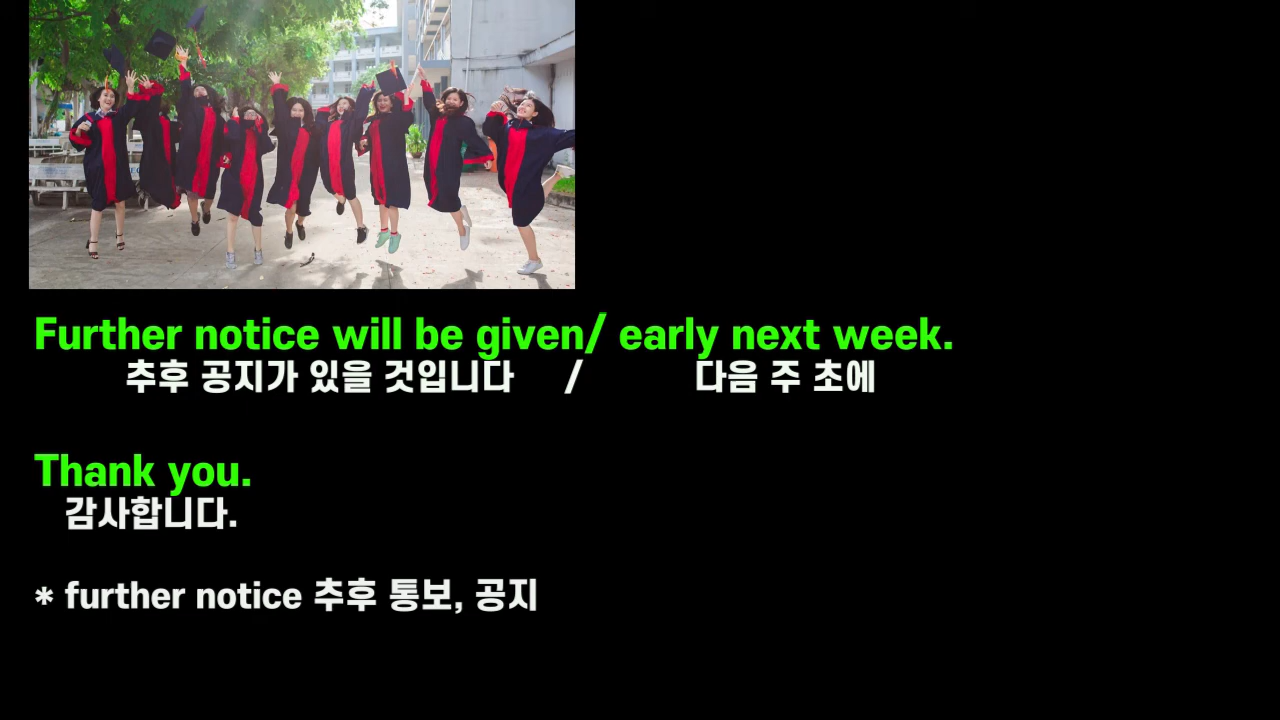 Further notice will be given/ early next week.
추후 공지가 있을 것입니다 / 다음 주 초에
Thank you.
감사합니다.
* further notice 추후 통보, 공지